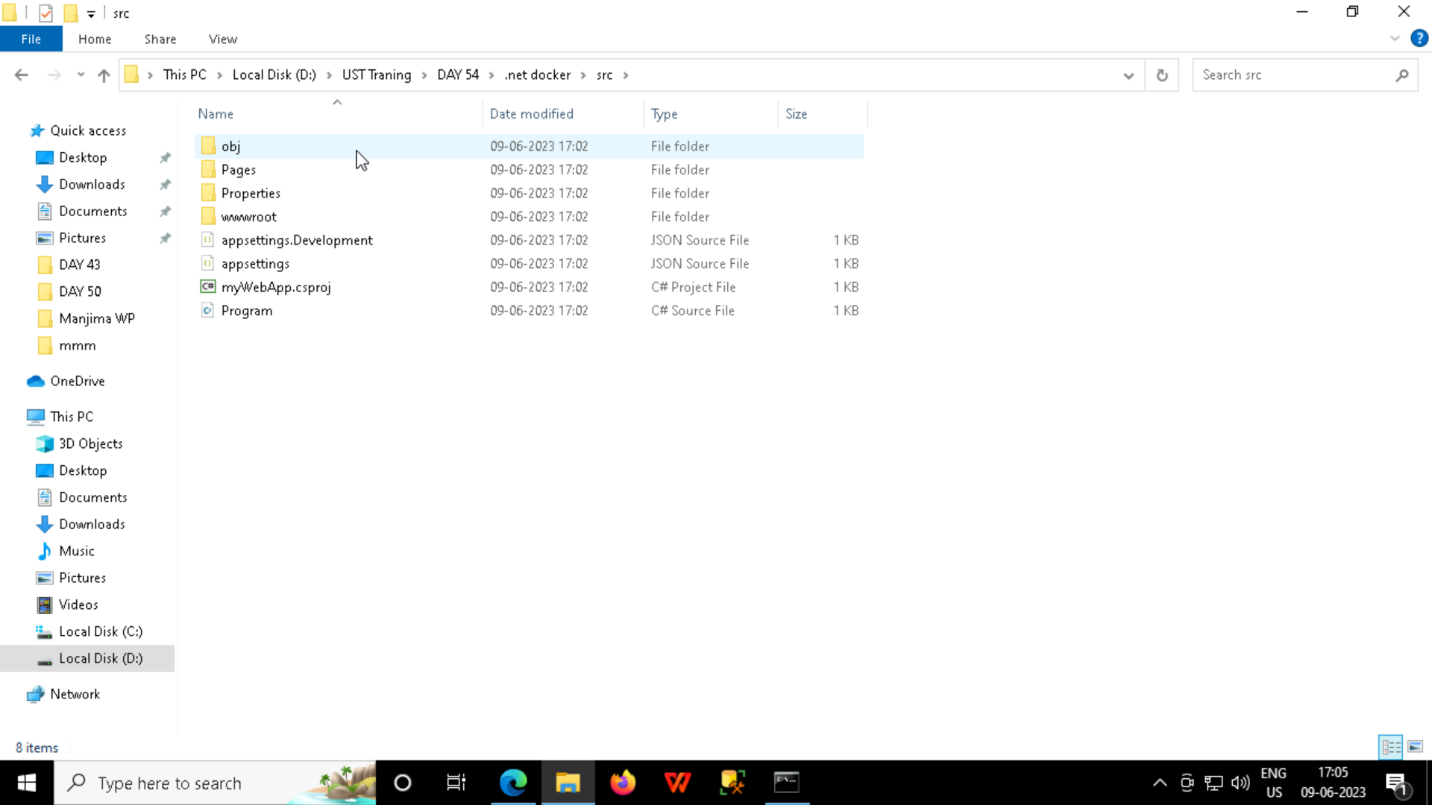 src
File Home Share View
This PC Local Disk (D:) UST Traning DAY 54 .net docker src Search src
Name Date modified Type Size
Quick access
Desktop
Downloads
Documents
Pictures
DAY 43
DAY 50
Manjima WP
mmm
OneDrive
This PC
3D Objects
Desktop
Documents
Downloads
Music
Pictures
Videos
Local Disk (C:)
Local Disk (D:)
Network
obj 09-06-2023 17:02 File folder
Pages 09-06-2023 17:02 File folder
Properties 09-06-2023 17:02 File folder
wwwroot 09-06-2023 17:02 File folder
appsettings.Development 09-06-2023 17:02 JSON Source File 1 KB
appsettings 09-06-2023 17:02 JSON Source File 1 KB
myWebApp.csproj 09-06-2023 17:02 C# Project File 1 KB
Program 09-06-2023 17:02 C# Source File 1 KB
8 items
Type here to search
ENG
US
17:05
09-06-2023
1